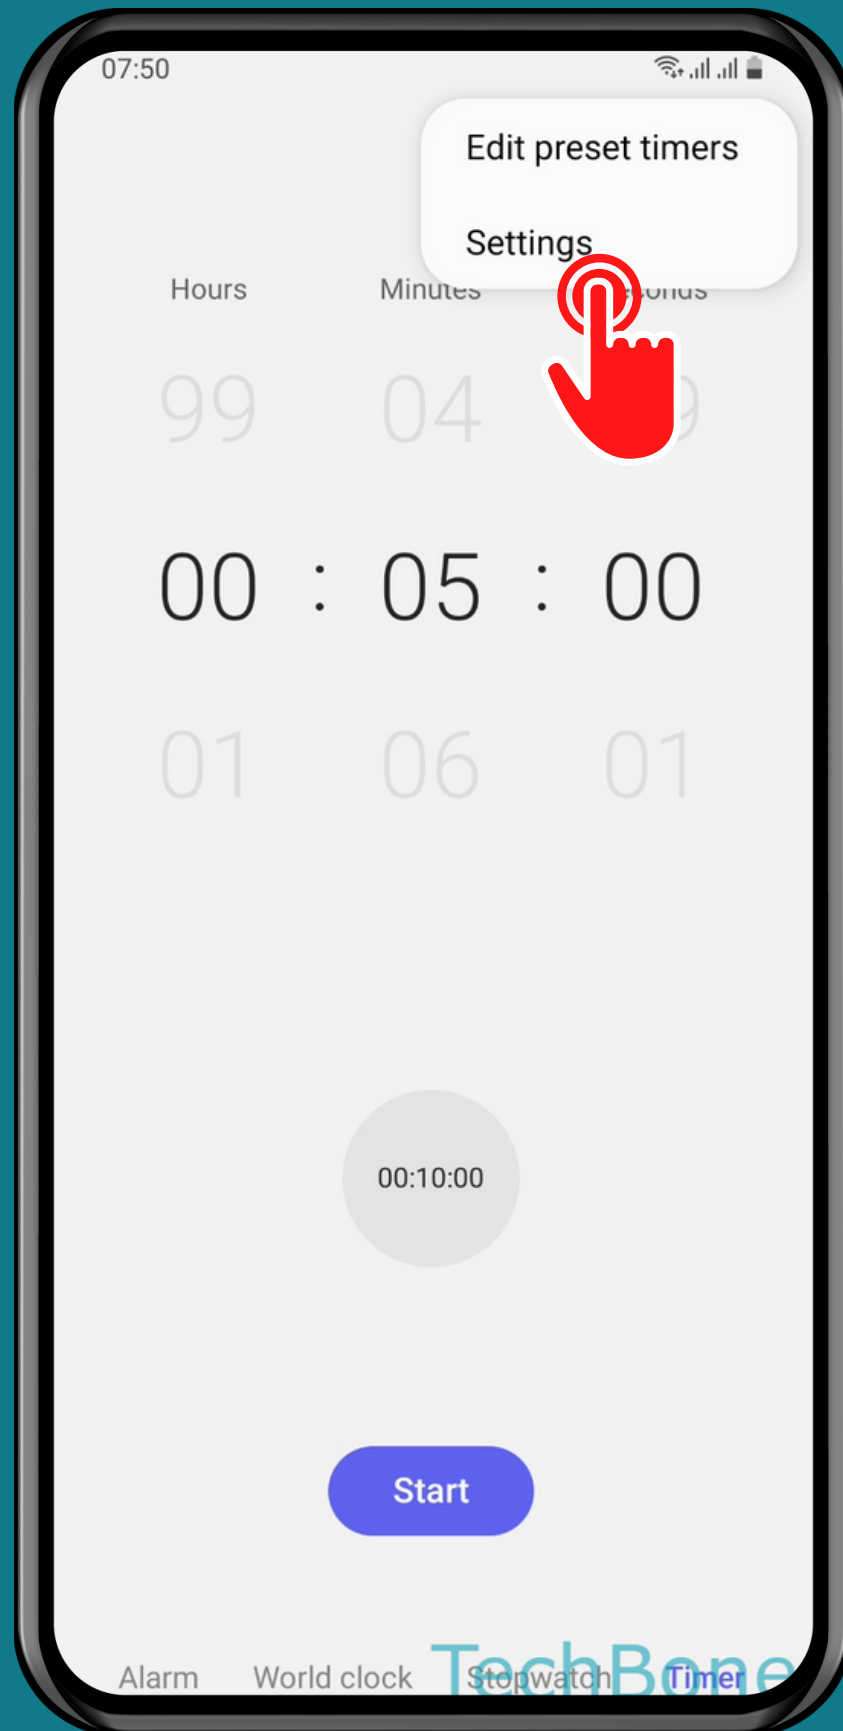 07:50
Edit preset timers
Settings
Hours Minutes
99 04
00 : 05 : 00
01 06 01
00:10:00
Start
Alarm World clock Stopwatch Timer
TechBone